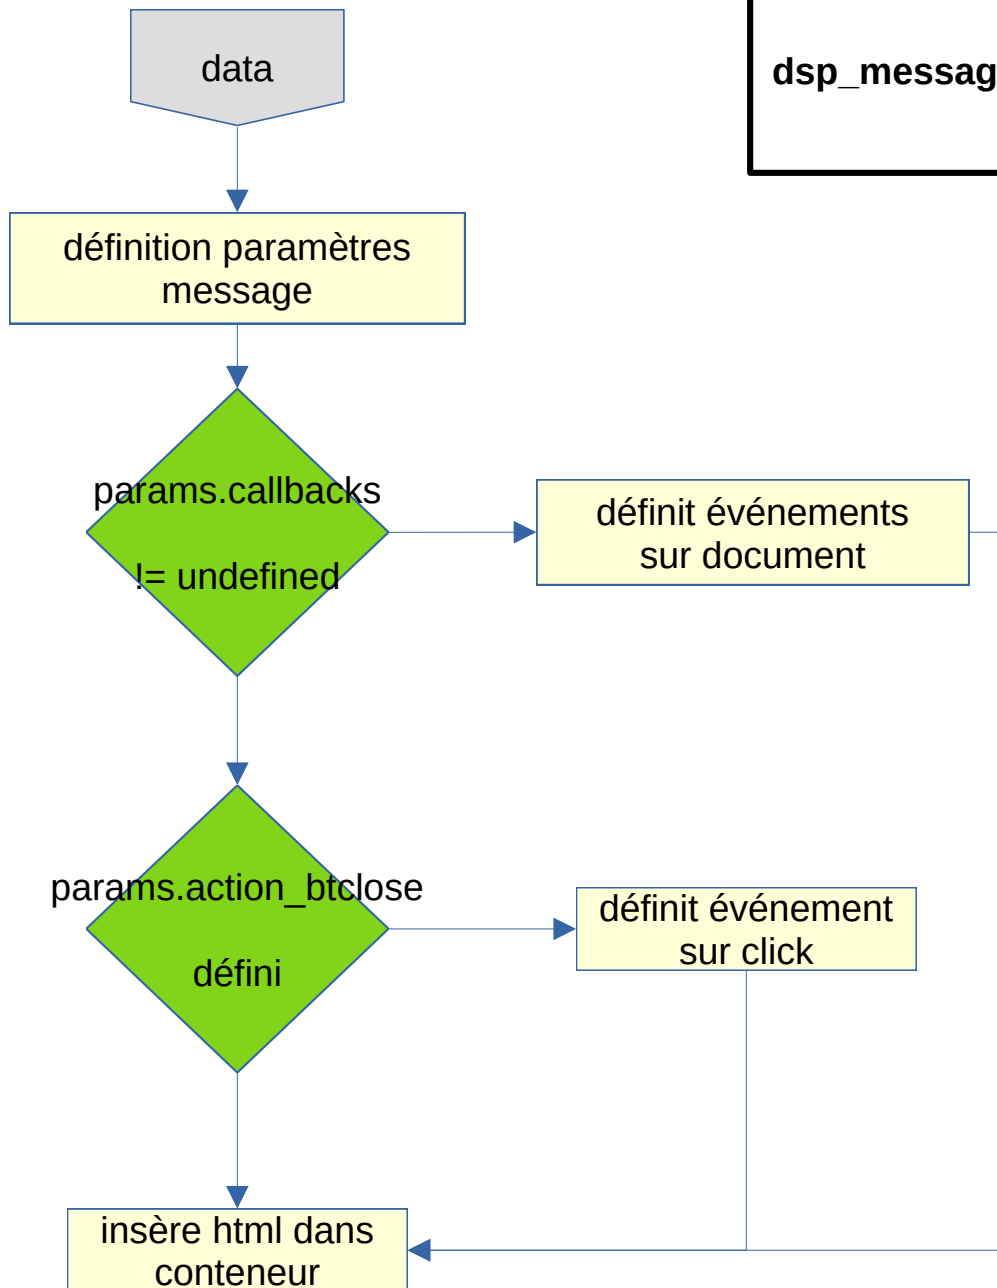 data
dsp_messag
définition paramètres
message
params.callbacks
!= undefined
définit événements
sur document
params.action_btclose
défini
définit événement
sur click
insère html dans
conteneur